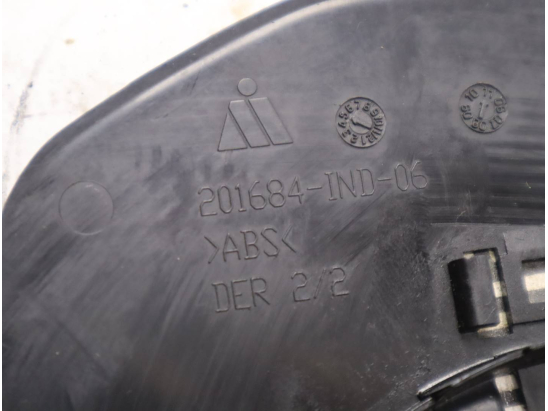 201684-IND-06
>ABS<
DER 2/2